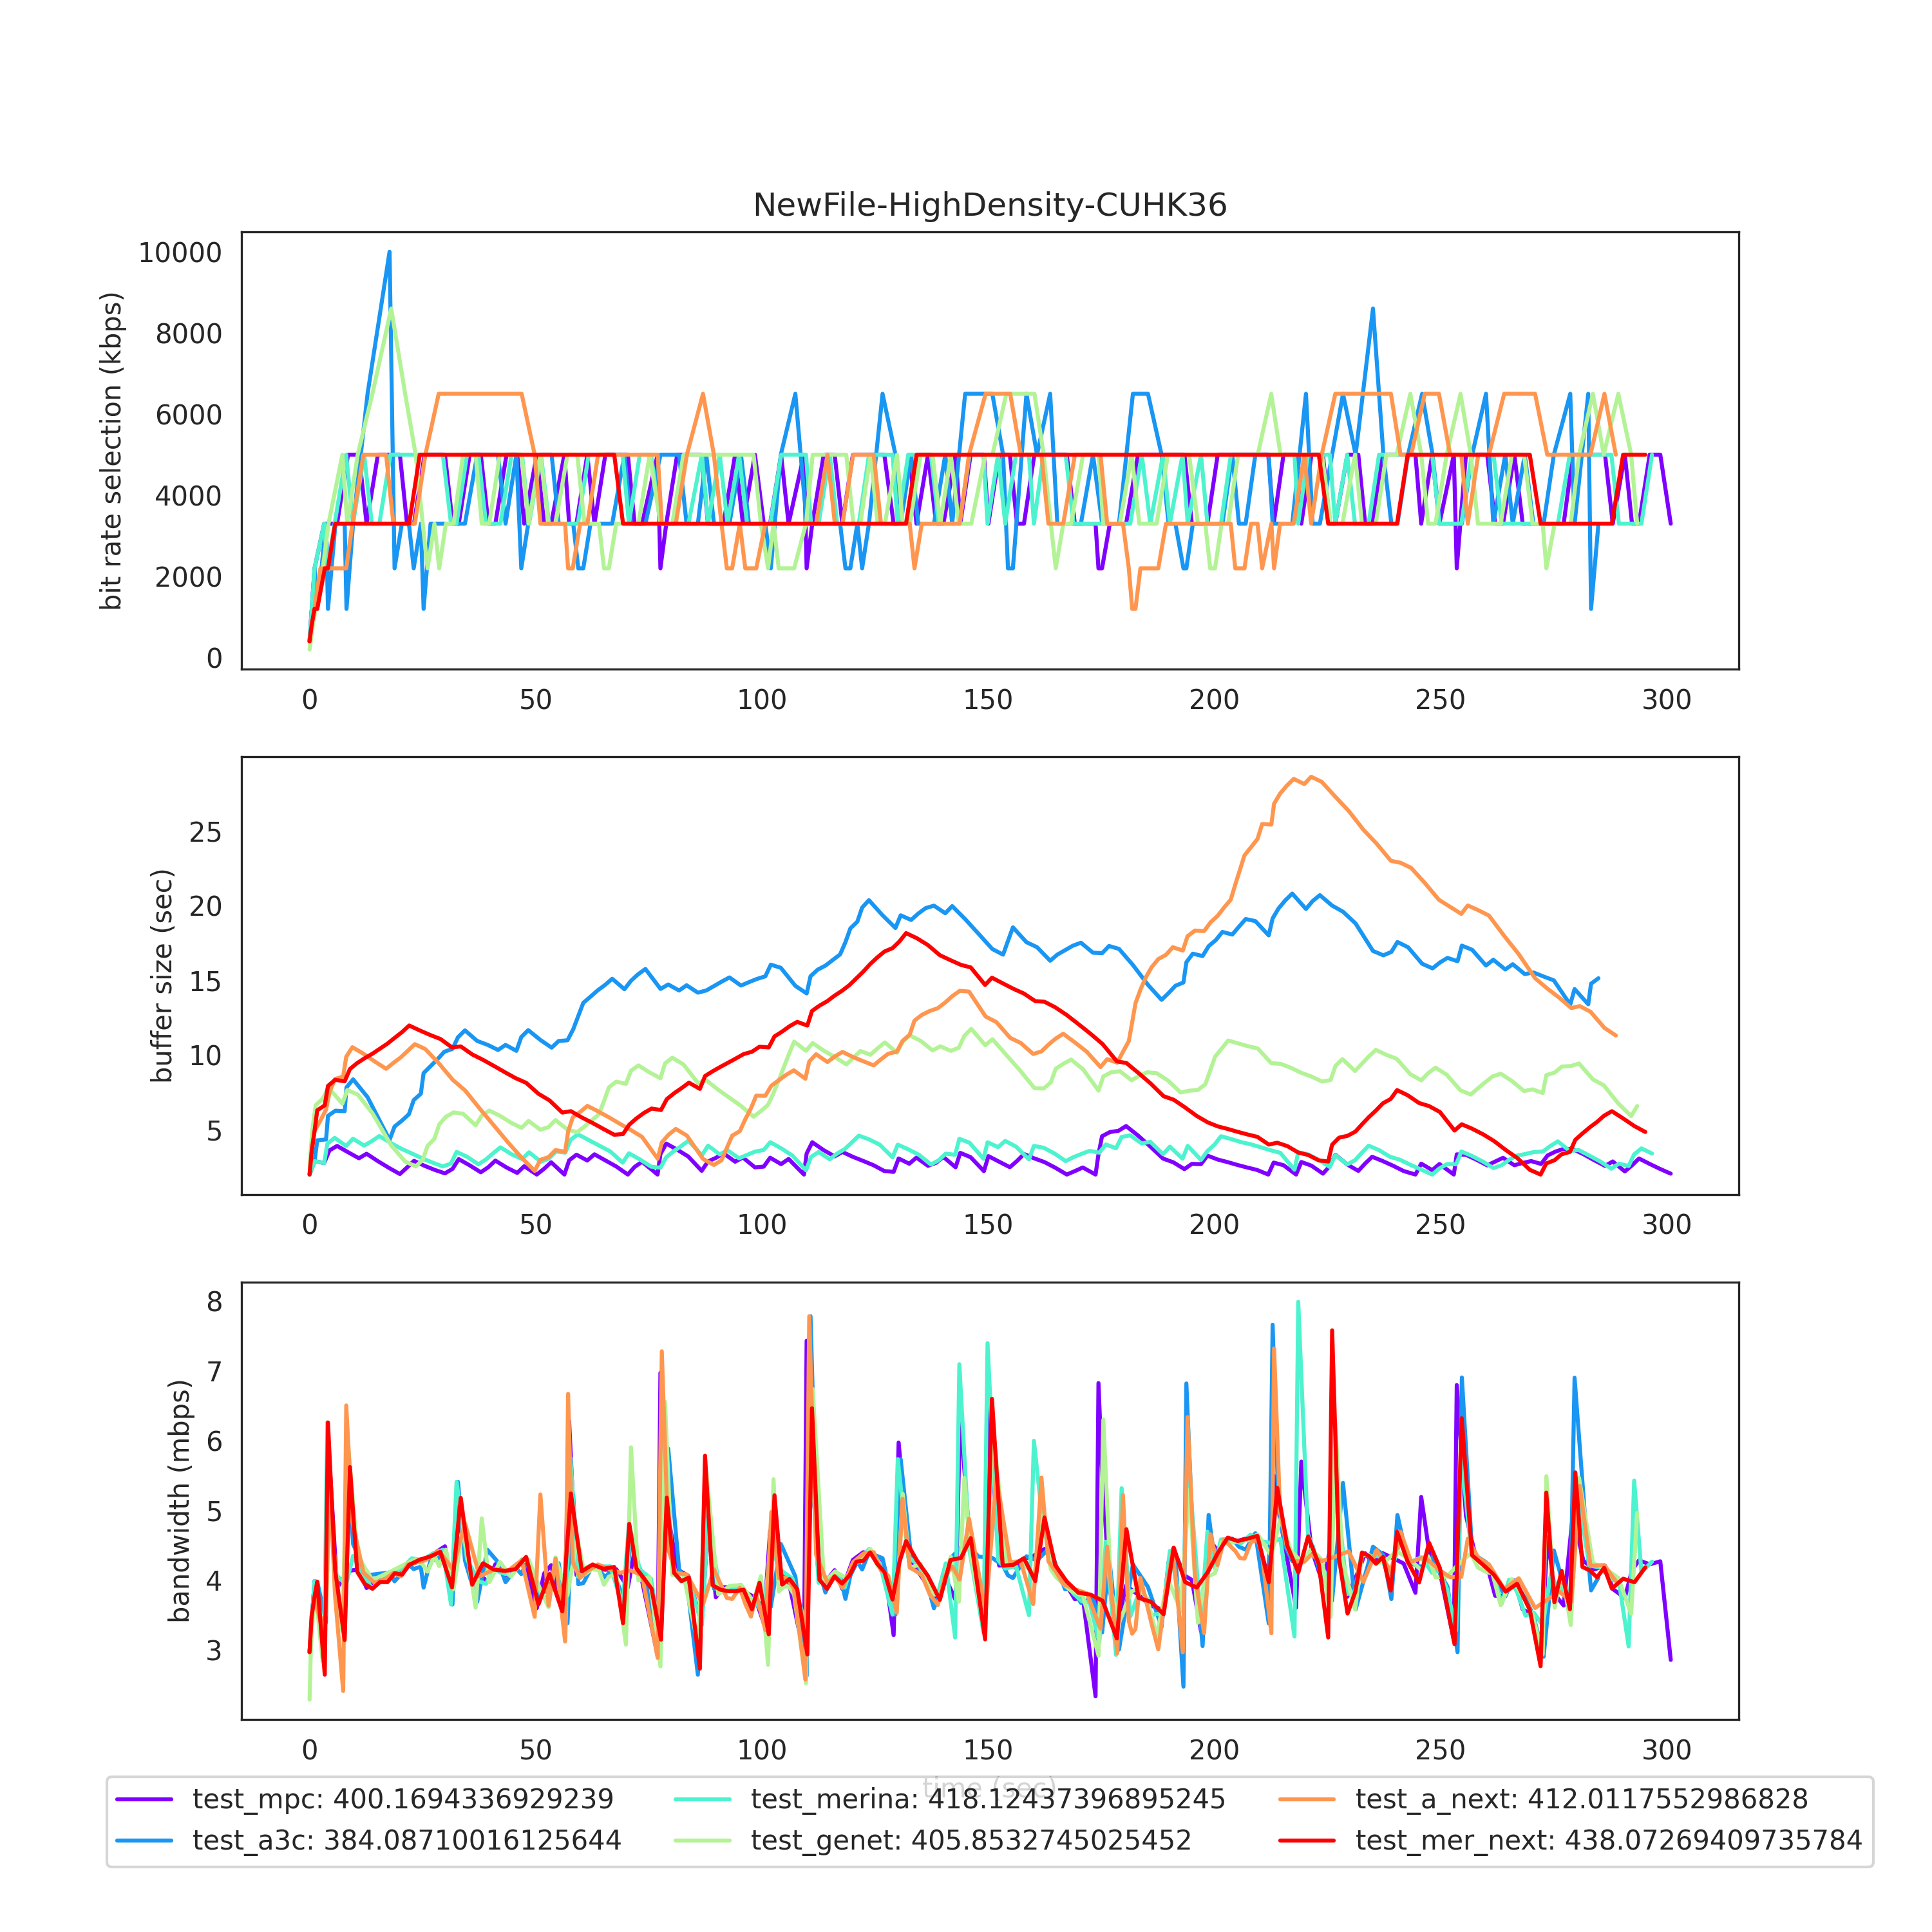 NewFile-HighDensity-CUHK36
10000
8000
6000
4000
2000
0
bit rate selection (kbps)
0 50 100 150 200 250 300
25
20
15
10
5
buffer size (sec)
0 50 100 150 200 250 300
8
7
6
5
4
3
bandwidth (mbps)
0 50 100 150 200 250 300
time (sec)
test_mpc: 400.1694336929239
test_a3c: 384.08710016125644
test_merina: 418.12437396895245
test_genet: 405.8532745025452
test_a_next: 412.0117552986828
test_mer_next: 438.07269409735784